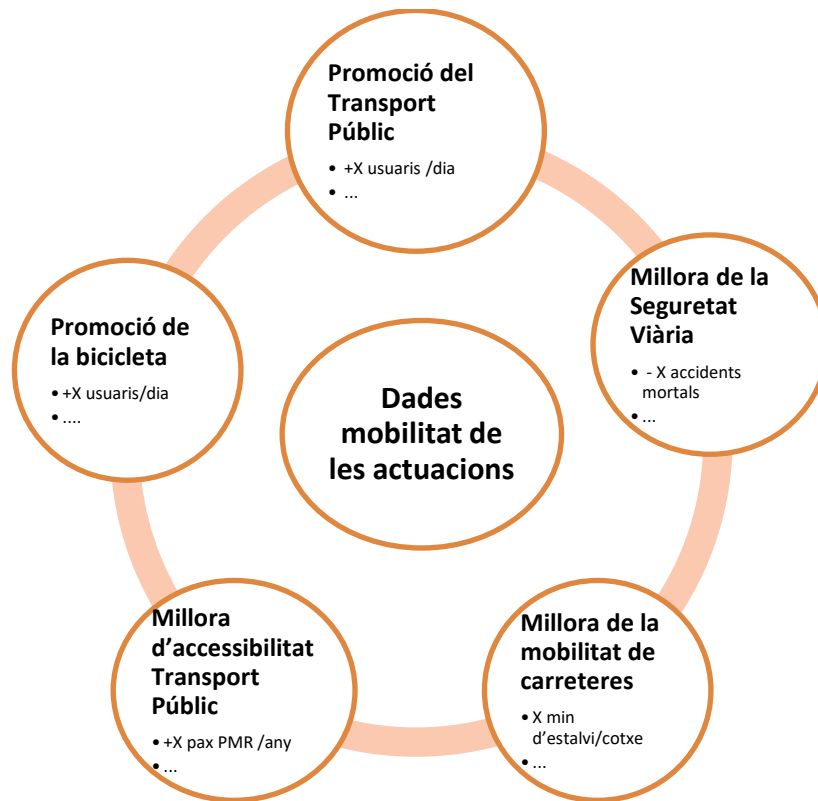 Promoció del
Transport
Públic
• +X usuaris /dia
• ...
Millora de la
Seguretat
Viària
• - X accidents
mortals
• ...
Promoció de
la bicicleta
• +X usuaris/dia
• ....
Dades
mobilitat de
les actuacions
Millora
d’accessibilitat
Transport
Públic
• +X pax PMR /any
• ...
Millora de la
mobilitat de
carreteres
• X min
d’estalvi/cotxe
• ...